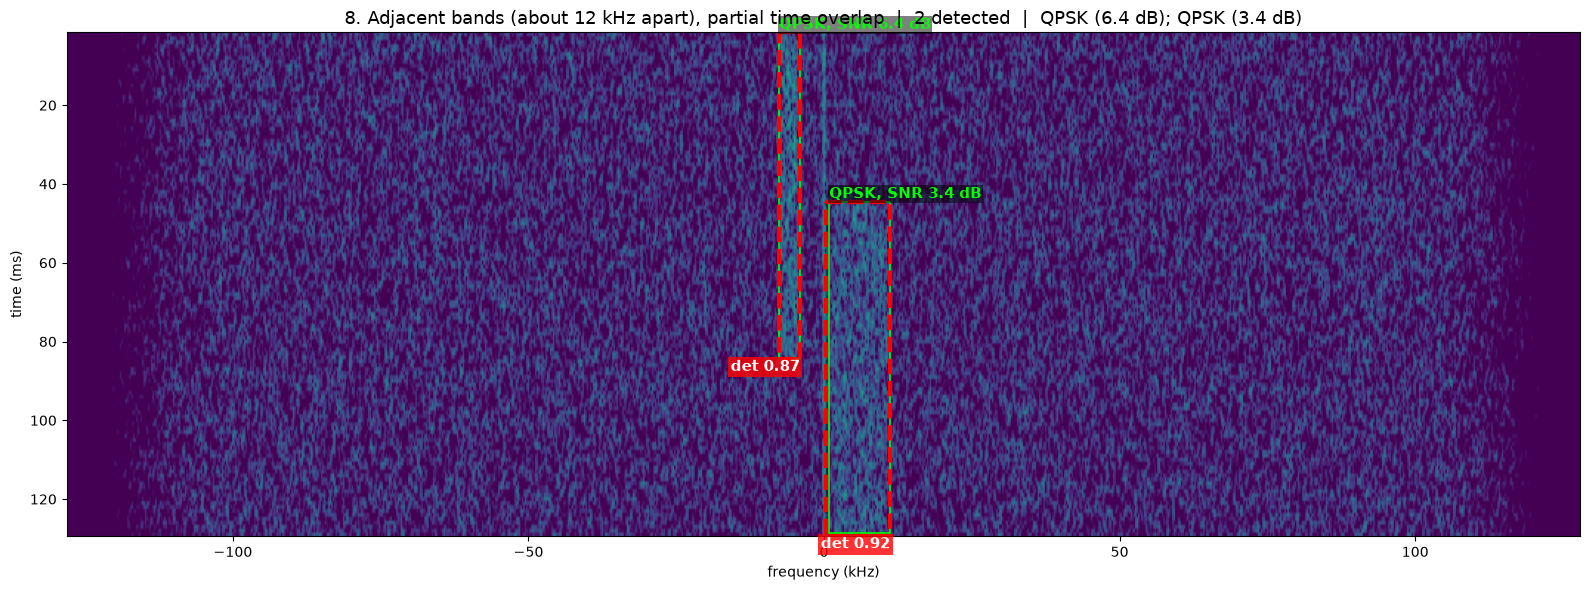 8. Adjacent bands (about 12 kHz apart), partial time overlap | 2 detected | QPSK (6.4 dB); QPSK (3.4 dB)
20
40
60
80
100
120
time (ms)
QPSK, SNR 3.4 dB
det 0.87
det 0.92
−100
−50
0
50
100
frequency (kHz)